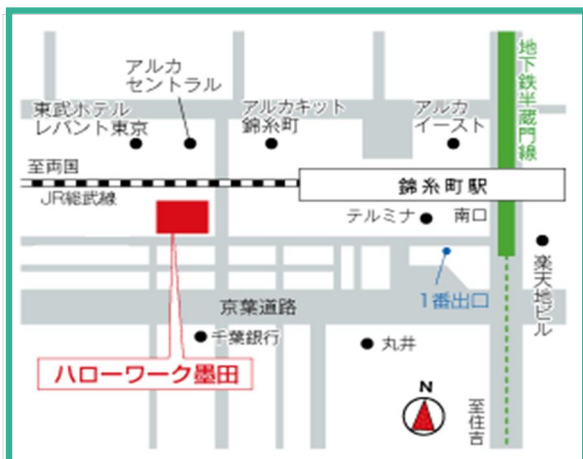 アルカ
セントラル
東武ホテル
レバント東京
アルカキット
錦糸町
アルカ
イースト
地下鉄半蔵門線
至両国
JR総武線
錦糸町駅
テルミナ
南口
楽天地ビル
1番出口
京葉道路
千葉銀行
丸井
ハローワーク墨田
N
至住吉